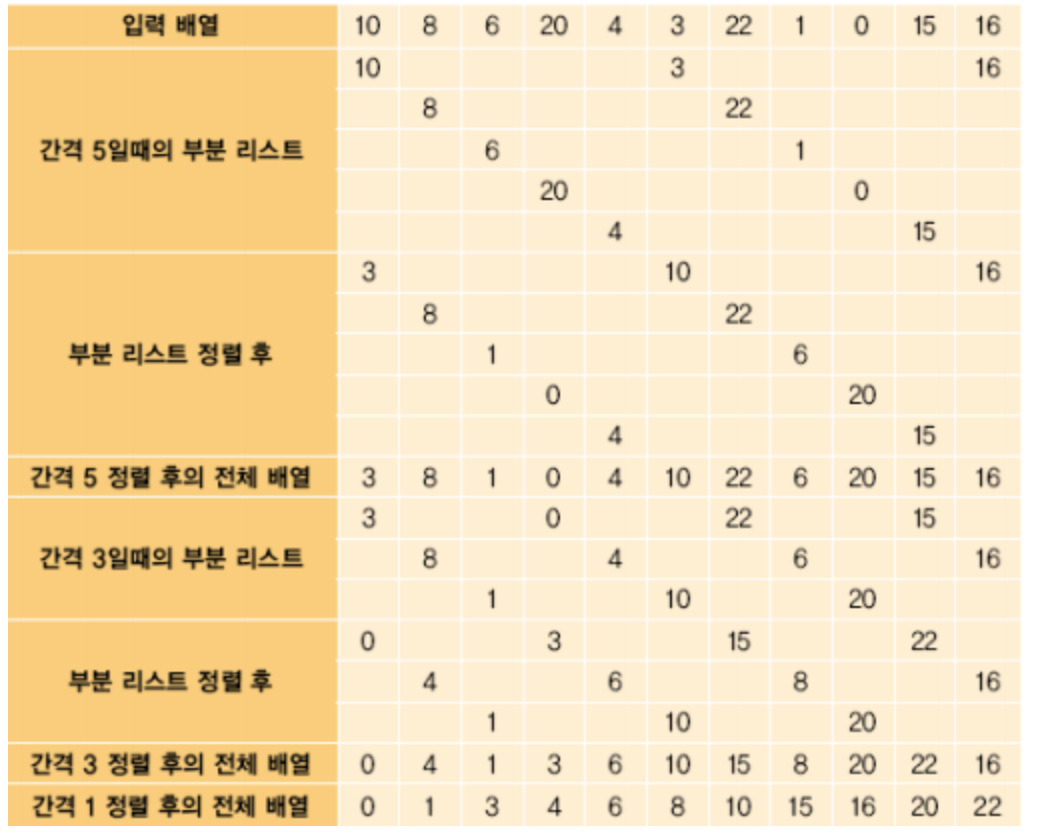 입력 배열 10 8 6 20 4 3 22 1 0 15 16
10 3 16
8 22
간격 5일때의 부분 리스트 6 1
20 0
4 15
3 10 16
8 22
부분 리스트 정렬 후 1 6
0 20
4 15
간격 5 정렬 후의 전체 배열 3 8 1 0 4 10 22 6 20 15 16
3 0 22 15
간격 3일때의 부분 리스트 8 4 6 16
1 10 20
0 3 15 22
부분 리스트 정렬 후 4 6 8 16
1 10 20
간격 3 정렬 후의 전체 배열 0 4 1 3 6 10 15 8 20 22 16
간격 1 정렬 후의 전체 배열 0 1 3 4 6 8 10 15 16 20 22